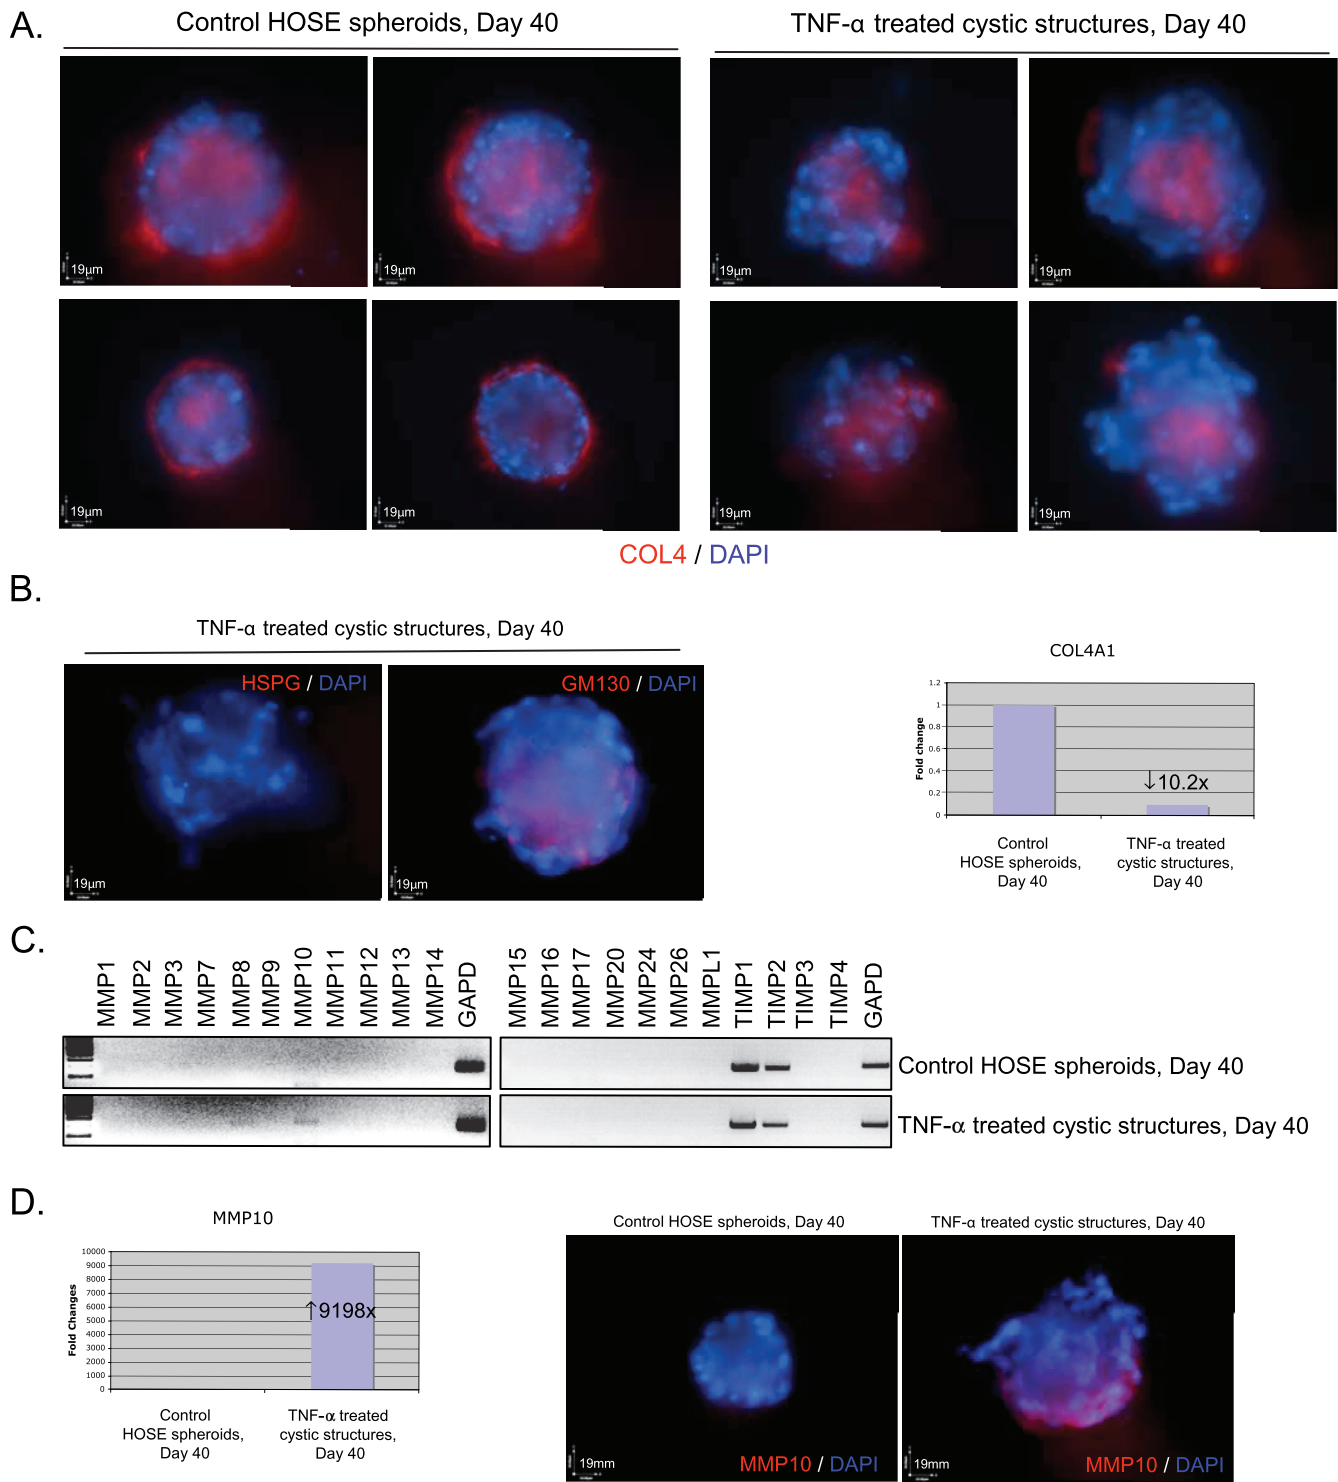 A.
Control HOSE spheroids, Day 40
TNF-α treated cystic structures, Day 40
19µm
19µm
19µm
19µm
19µm
19µm
19µm
19µm
COL4 / DAPI
B.
TNF-α treated cystic structures, Day 40
HSPG / DAPI
GM130 / DAPI
19µm
19µm
COL4A1
Fold change
1.2
1
0.8
0.6
0.4
0.2
0
↓10.2x
Control
HOSE spheroids,
Day 40
TNF-α treated
cystic structures,
Day 40
C.
MMP1
MMP2
MMP3
MMP7
MMP8
MMP9
MMP10
MMP11
MMP12
MMP13
MMP14
GAPD
MMP15
MMP16
MMP17
MMP20
MMP24
MMP26
MMPL1
TIMP1
TIMP2
TIMP3
TIMP4
GAPD
Control HOSE spheroids, Day 40
TNF-α treated cystic structures, Day 40
D.
MMP10
Fold Changes
10000
9000
8000
7000
6000
5000
4000
3000
2000
1000
0
↑9198x
Control
HOSE spheroids,
Day 40
TNF-α treated
cystic structures,
Day 40
Control HOSE spheroids, Day 40
TNF-α treated cystic structures, Day 40
19mm
MMP10 / DAPI
19mm
MMP10 / DAPI